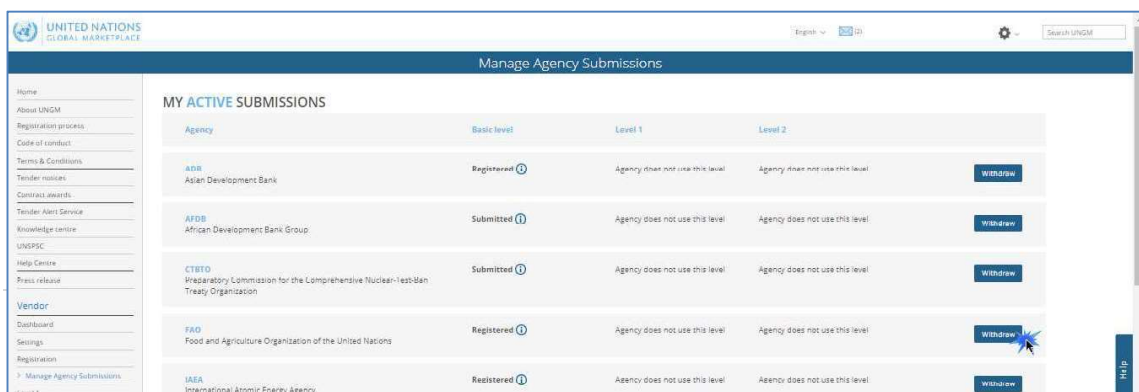 UNITED NATIONS
GLOBAL MARKETPLACE
English
(2)
Search UNGM
Manage Agency Submissions
Home
About UNGM
Registration process
Code of conduct
Terms & Conditions
Tender notices
Contract awards
Tender Alert Service
Knowledge centre
UNSPSC
Help Centre
Press release
Vendor
Dashboard
Settings
Registration
> Manage Agency Submissions
MY ACTIVE SUBMISSIONS
Agency Basic level Level 1 Level 2
ADB
Asian Development Bank
Registered Agency does not use this level Agency does not use this level Withdraw
AFDB
African Development Bank Group
Submitted Agency does not use this level Agency does not use this level Withdraw
CTBTO
Preparatory Commission for the Comprehensive Nuclear-Test-Ban
Treaty Organization
Submitted Agency does not use this level Agency does not use this level Withdraw
FAO
Food and Agriculture Organization of the United Nations
Registered Agency does not use this level Agency does not use this level Withdraw
IAEA
International Atomic Energy Agency
Registered Agency does not use this level Agency does not use this level Withdraw
Help